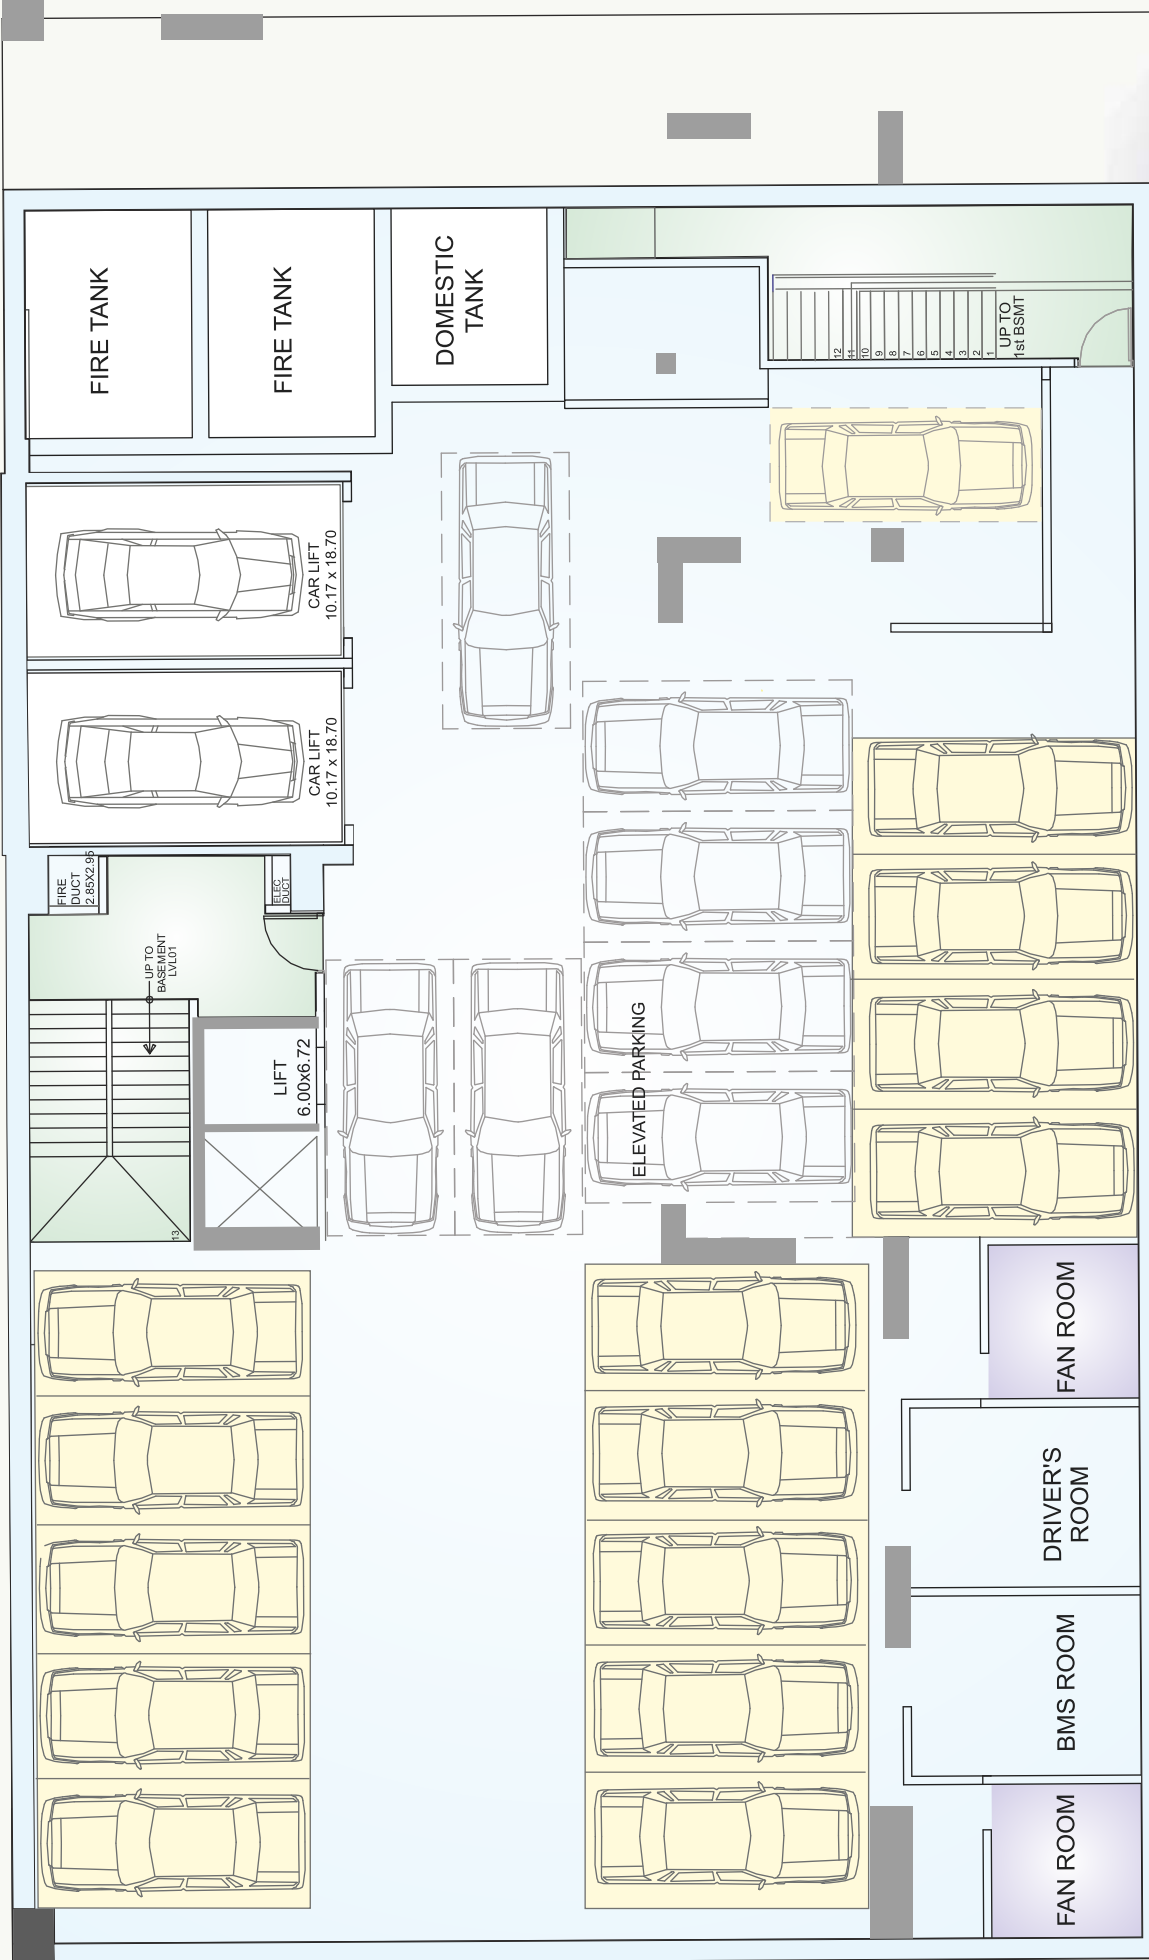 FIRE TANK
FIRE TANK
DOMESTIC
TANK
12
11
10
9
8
7
6
5
4
3
2
1
UP TO
1st BSMT
CAR LIFT
10.17 x 18.70
CAR LIFT
10.17 x 18.70
FIRE
DUCT
2.85X2.95
ELEC
DUCT
UP TO
BASEMENT
LVL01
LIFT
6.00x6.72
13
ELEVATED PARKING
FAN ROOM
DRIVER'S
ROOM
BMS ROOM
FAN ROOM